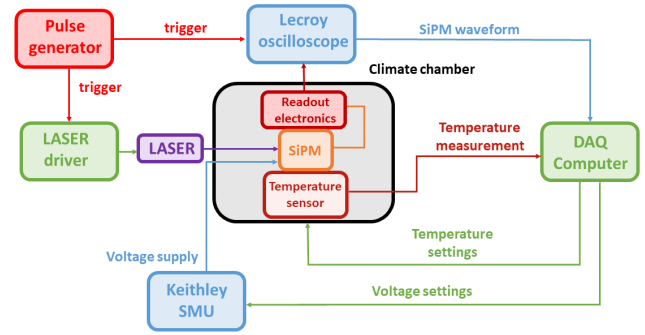 Pulse
generator
trigger
Lecroy
oscilloscope
SiPM waveform
trigger
Climate chamber
Readout
electronics
LASER
driver
LASER
SiPM
Temperature
measurement
DAQ
Computer
Temperature
sensor
Temperature
settings
Voltage supply
Keithley
SMU
Voltage settings